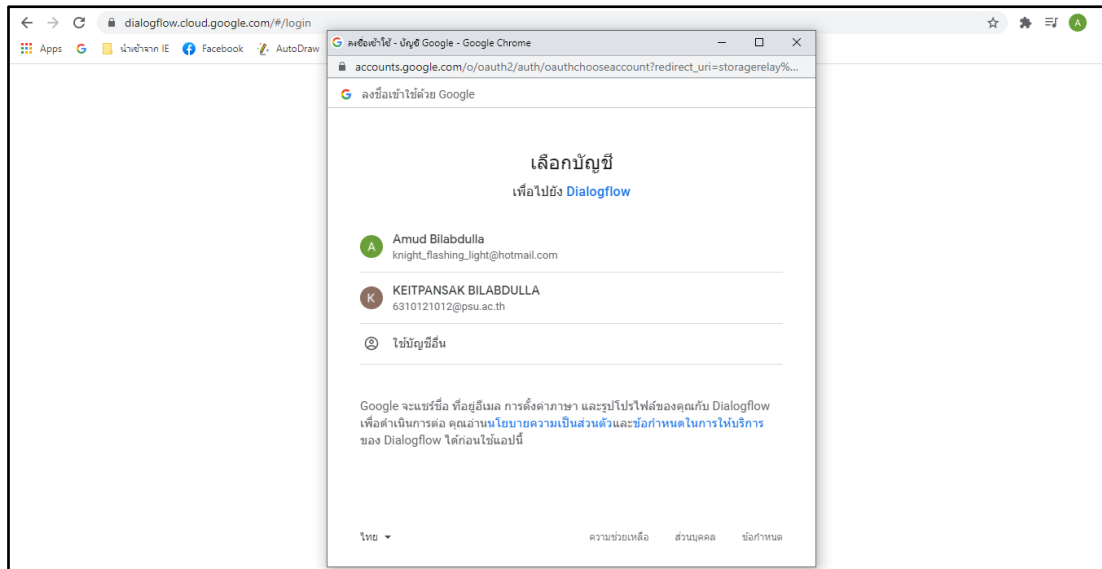 dialogflow.cloud.google.com/#/login
A
Apps
นำเข้าจาก IE
Facebook
AutoDraw
ลงชื่อเข้าใช้ - บัญชี Google - Google Chrome
accounts.google.com/o/oauth2/auth/oauthchooseaccount?redirect_uri=storagerelay%...
ลงชื่อเข้าใช้ด้วย Google
เลือกบัญชี
เพื่อไปยัง Dialogflow
A
Amud Bilabdulla
knight_flashing_light@hotmail.com
K
KEITPANSAK BILABDULLA
6310121012@psu.ac.th
ใช้บัญชีอื่น
Google จะแชร์ชื่อ ที่อยู่อีเมล การตั้งค่าภาษา และรูปโปรไฟล์ของคุณกับ Dialogflow
เพื่อดำเนินการต่อ คุณอ่านนโยบายความเป็นส่วนตัวและข้อกำหนดในการให้บริการ
ของ Dialogflow ได้ก่อนใช้แอปนี้
ไทย
ความช่วยเหลือ
ส่วนบุคคล
ข้อกำหนด